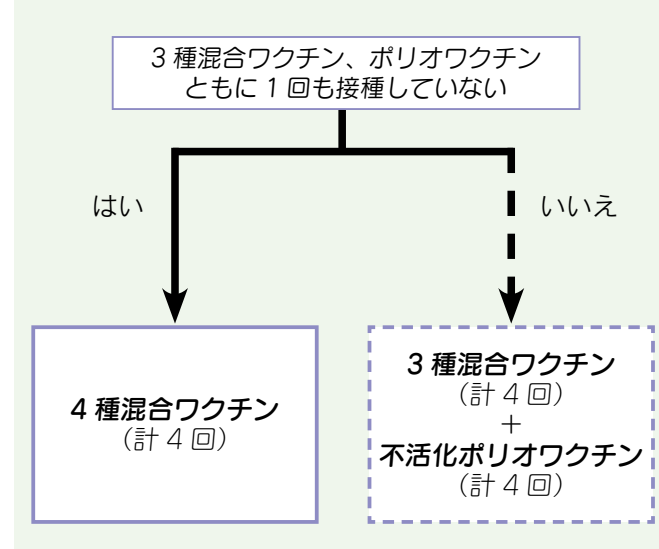 3 種混合ワクチン、ポリオワクチン
ともに 1 回も接種していない
はい
いいえ
4 種混合ワクチン
(計 4 回)
3 種混合ワクチン
(計 4 回)
+
不活化ポリオワクチン
(計 4 回)